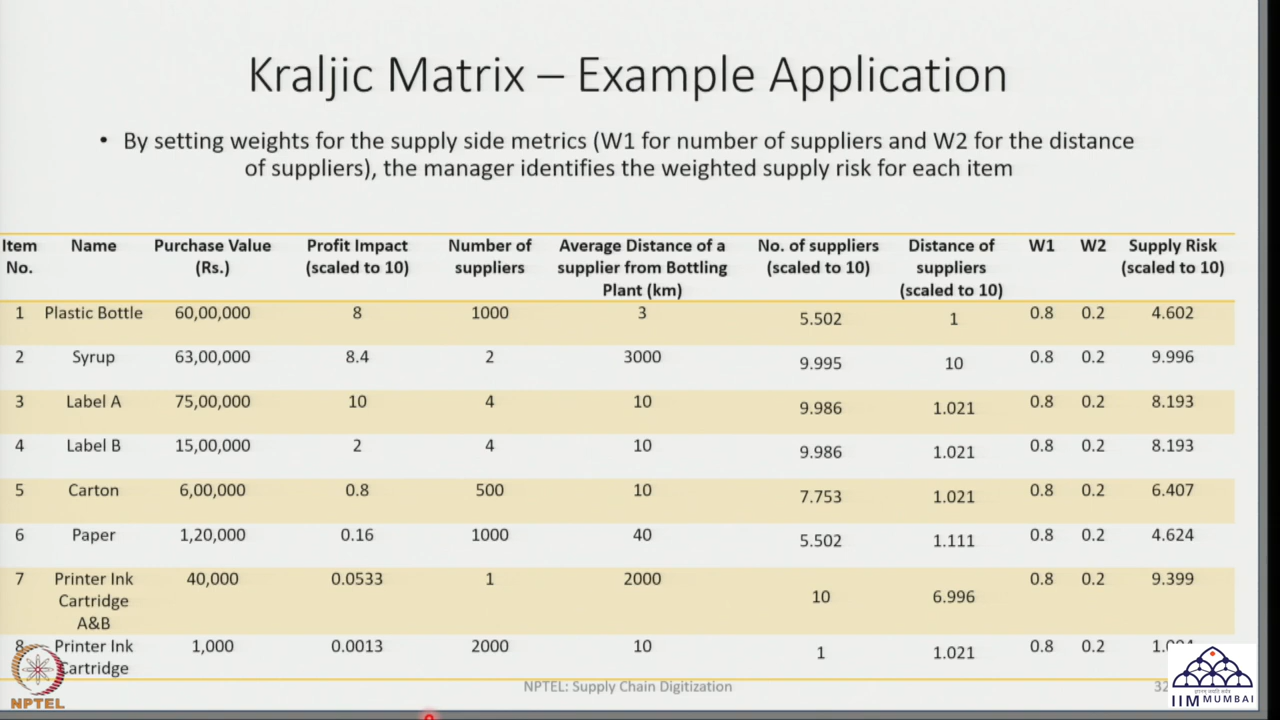 Kraljic Matrix – Example Application
• By setting weights for the supply side metrics (W1 for number of suppliers and W2 for the distance
of suppliers), the manager identifies the weighted supply risk for each item
Item No. Name Purchase Value (Rs.) Profit Impact (scaled to 10) Number of suppliers Average Distance of a supplier from Bottling Plant (km) No. of suppliers (scaled to 10) Distance of suppliers (scaled to 10) W1 W2 Supply Risk (scaled to 10)
1 Plastic Bottle 60,00,000 8 1000 3 5.502 1 0.8 0.2 4.602
2 Syrup 63,00,000 8.4 2 3000 9.995 10 0.8 0.2 9.996
3 Label A 75,00,000 10 4 10 9.986 1.021 0.8 0.2 8.193
4 Label B 15,00,000 2 4 10 9.986 1.021 0.8 0.2 8.193
5 Carton 6,00,000 0.8 500 10 7.753 1.021 0.8 0.2 6.407
6 Paper 1,20,000 0.16 1000 40 5.502 1.111 0.8 0.2 4.624
7 Printer Ink Cartridge A&B 40,000 0.0533 1 2000 10 6.996 0.8 0.2 9.399
8 Printer Ink Cartridge 1,000 0.0013 2000 10 1 1.021 0.8 0.2
NPTEL: Supply Chain Digitization
32
NPTEL
IIM MUMBAI